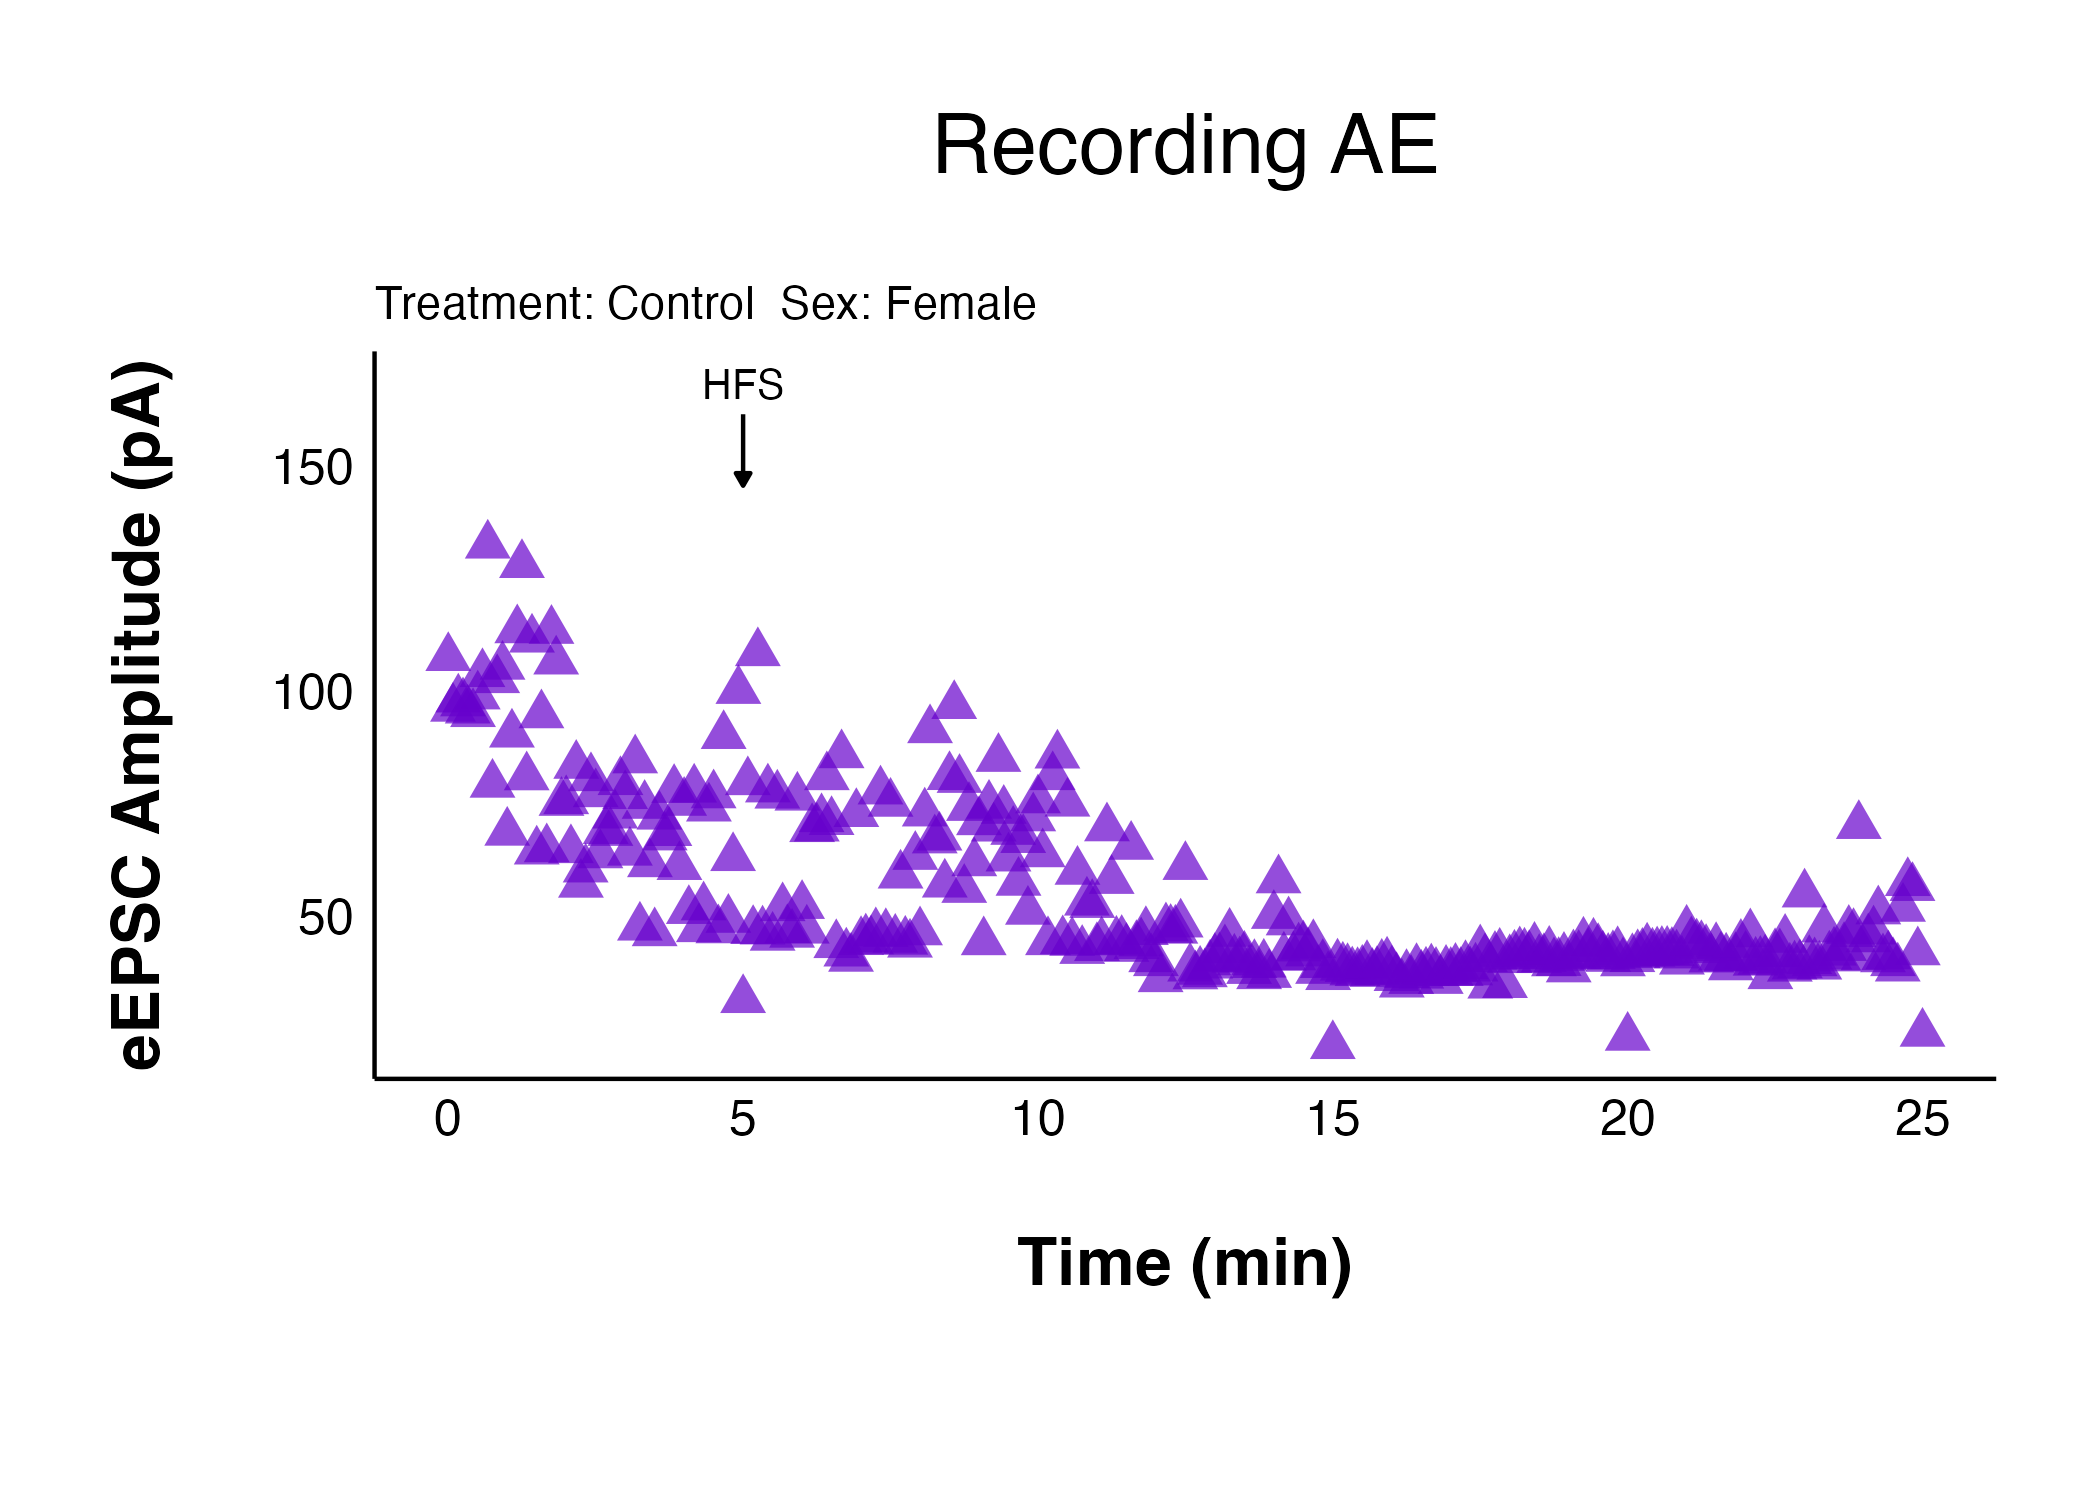 Recording AE
Treatment: Control  Sex: Female
HFS
eEPSC Amplitude (pA)
150
100
50
0 5 10 15 20 25
Time (min)